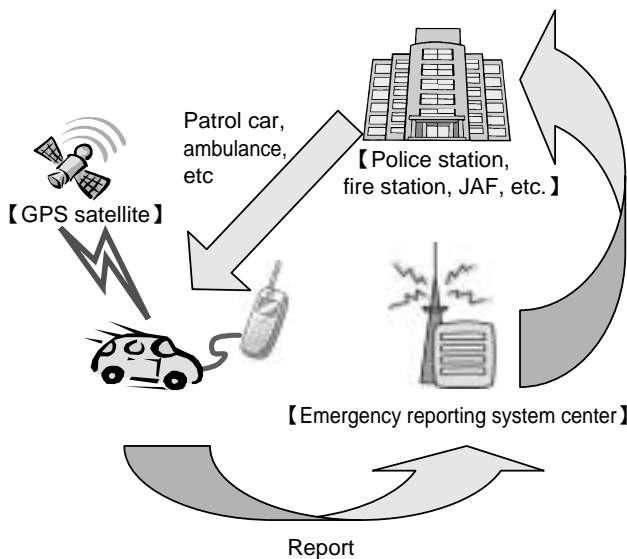 Patrol car,
ambulance,
etc
【Police station,
fire station, JAF, etc.】
【GPS satellite】
【Emergency reporting system center】
Report